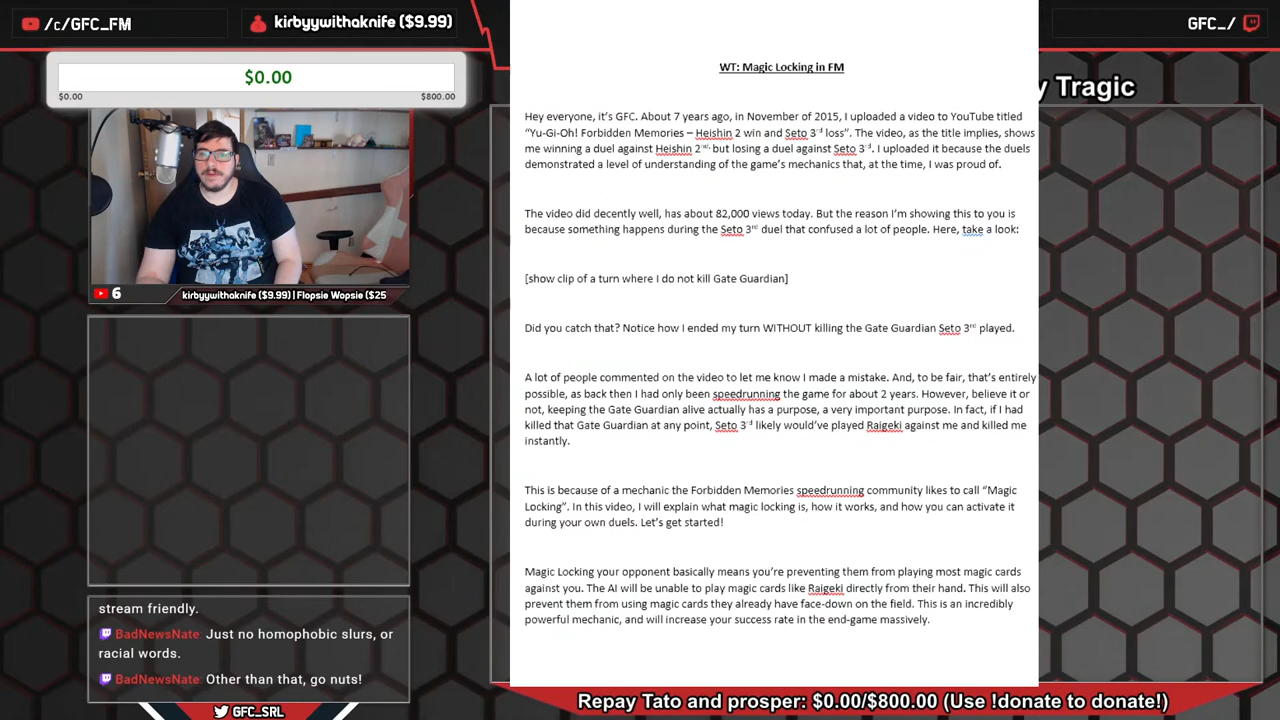 /c/GFC_FM
kirbyywithaknife ($9.99)
GFC_/
$0.00
$0.00
$800.00
y Tragic
6
kirbyywithaknife ($9.99) | Flopsie Wopsie ($25
WT: Magic Locking in FM
Hey everyone, it's GFC. About 7 years ago, in November of 2015, I uploaded a video to YouTube titled
“Yu-Gi-Oh! Forbidden Memories – Heishin 2 win and Seto 3rd loss”. The video, as the title implies, shows
me winning a duel against Heishin 2nd, but losing a duel against Seto 3rd. I uploaded it because the duels
demonstrated a level of understanding of the game's mechanics that, at the time, I was proud of.
The video did decently well, has about 82,000 views today. But the reason I'm showing this to you is
because something happens during the Seto 3rd duel that confused a lot of people. Here, take a look:
[show clip of a turn where I do not kill Gate Guardian]
Did you catch that? Notice how I ended my turn WITHOUT killing the Gate Guardian Seto 3rd played.
A lot of people commented on the video to let me know I made a mistake. And, to be fair, that's entirely
possible, as back then I had only been speedrunning the game for about 2 years. However, believe it or
not, keeping the Gate Guardian alive actually has a purpose, a very important purpose. In fact, if I had
killed that Gate Guardian at any point, Seto 3rd likely would've played Raigeki against me and killed me
instantly.
This is because of a mechanic the Forbidden Memories speedrunning community likes to call “Magic
Locking”. In this video, I will explain what magic locking is, how it works, and how you can activate it
during your own duels. Let's get started!
Magic Locking your opponent basically means you're preventing them from playing most magic cards
against you. The AI will be unable to play magic cards like Raigeki directly from their hand. This will also
prevent them from using magic cards they already have face-down on the field. This is an incredibly
powerful mechanic, and will increase your success rate in the end-game massively.
stream friendly.
BadNewsNate: Just no homophobic slurs, or
racial words.
BadNewsNate: Other than that, go nuts!
GFC_SRL
Repay Tato and prosper: $0.00/$800.00 (Use !donate to donate!)